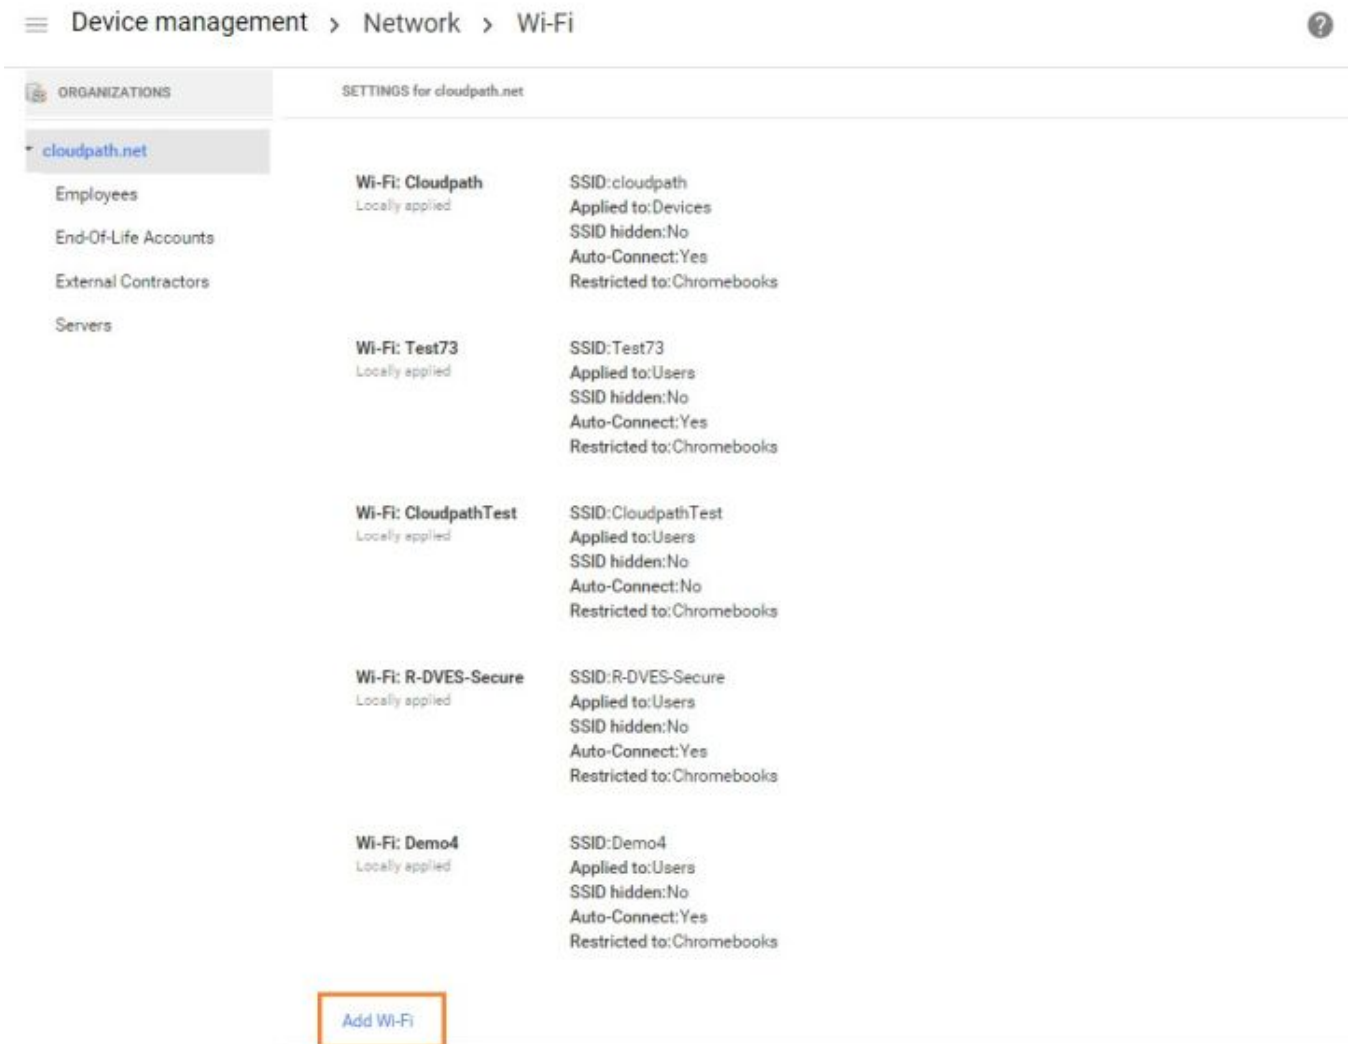 Device management > Network > Wi-Fi
ORGANIZATIONS
SETTINGS for cloudpath.net
cloudpath.net
Employees
End-Of-Life Accounts
External Contractors
Servers
Wi-Fi: Cloudpath
Locally applied
SSID:cloudpath
Applied to:Devices
SSID hidden:No
Auto-Connect:Yes
Restricted to:Chromebooks
Wi-Fi: Test73
Locally applied
SSID:Test73
Applied to:Users
SSID hidden:No
Auto-Connect:Yes
Restricted to:Chromebooks
Wi-Fi: CloudpathTest
Locally applied
SSID:CloudpathTest
Applied to:Users
SSID hidden:No
Auto-Connect:No
Restricted to:Chromebooks
Wi-Fi: R-DVES-Secure
Locally applied
SSID:R-DVES-Secure
Applied to:Users
SSID hidden:No
Auto-Connect:Yes
Restricted to:Chromebooks
Wi-Fi: Demo4
Locally applied
SSID:Demo4
Applied to:Users
SSID hidden:No
Auto-Connect:Yes
Restricted to:Chromebooks
Add Wi-Fi